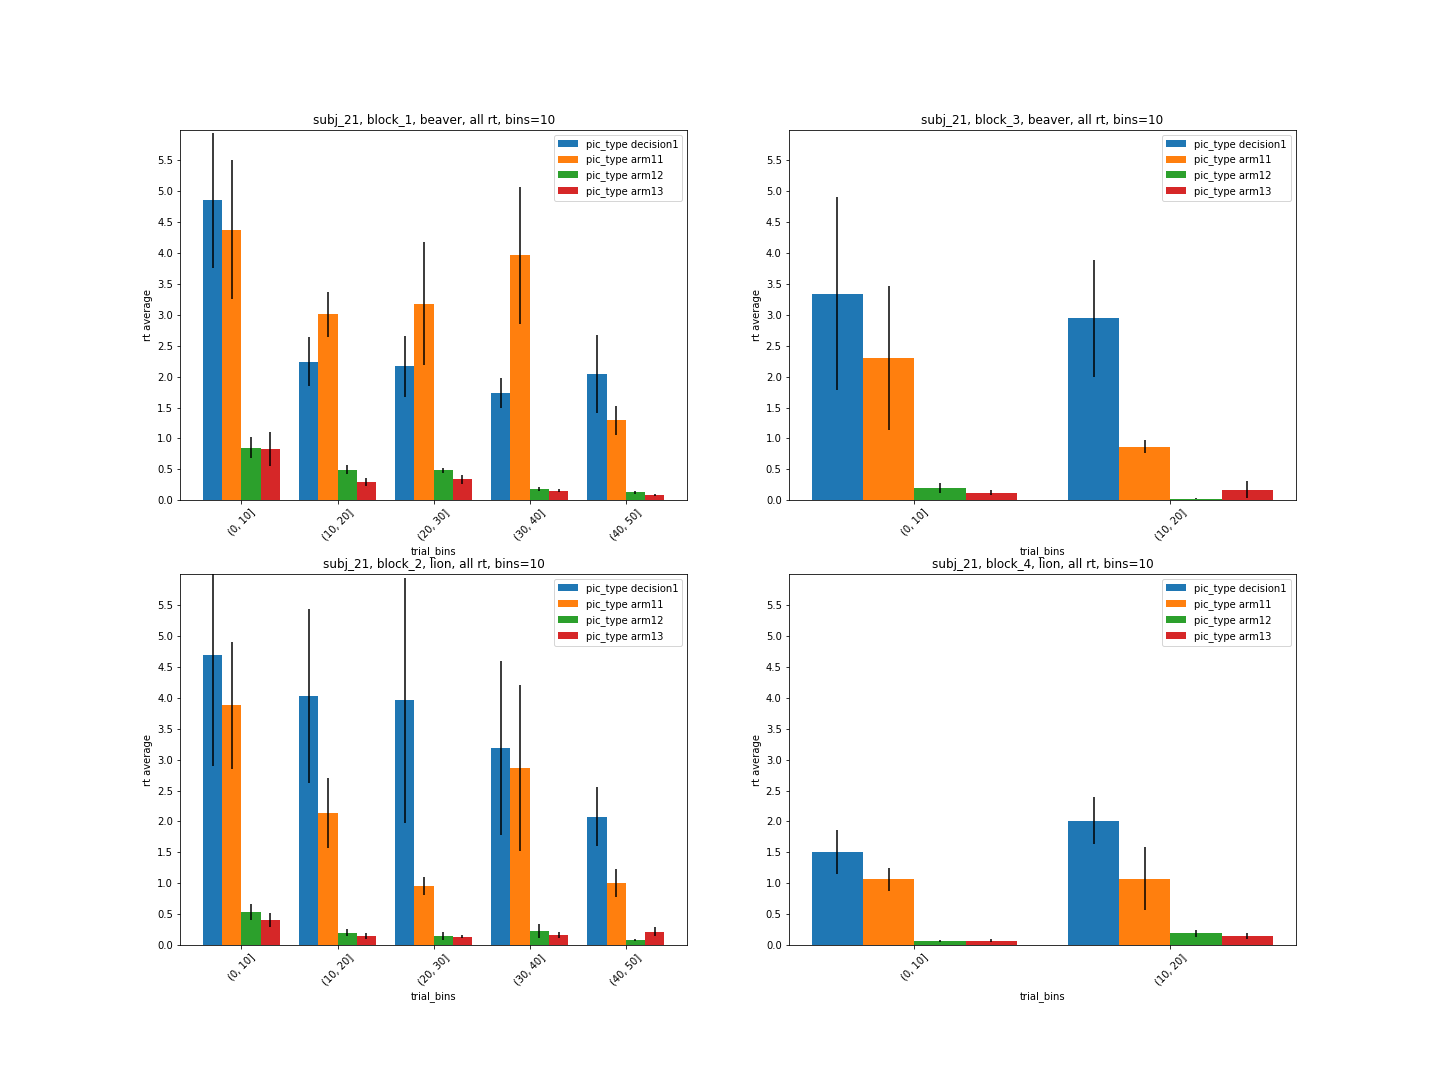 subj_21, block_1, beaver, all rt, bins=10
pic_type decision1
pic_type arm11
pic_type arm12
pic_type arm13
5.5
5.0
4.5
4.0
3.5
3.0
2.5
2.0
1.5
1.0
0.5
0.0
rt average
(0, 10]
(10, 20]
(20, 30]
(30, 40]
(40, 50]
trial_bins
subj_21, block_3, beaver, all rt, bins=10
pic_type decision1
pic_type arm11
pic_type arm12
pic_type arm13
5.5
5.0
4.5
4.0
3.5
3.0
2.5
2.0
1.5
1.0
0.5
0.0
rt average
(0, 10]
(10, 20]
trial_bins
subj_21, block_2, lion, all rt, bins=10
pic_type decision1
pic_type arm11
pic_type arm12
pic_type arm13
5.5
5.0
4.5
4.0
3.5
3.0
2.5
2.0
1.5
1.0
0.5
0.0
rt average
(0, 10]
(10, 20]
(20, 30]
(30, 40]
(40, 50]
trial_bins
subj_21, block_4, lion, all rt, bins=10
pic_type decision1
pic_type arm11
pic_type arm12
pic_type arm13
5.5
5.0
4.5
4.0
3.5
3.0
2.5
2.0
1.5
1.0
0.5
0.0
rt average
(0, 10]
(10, 20]
trial_bins